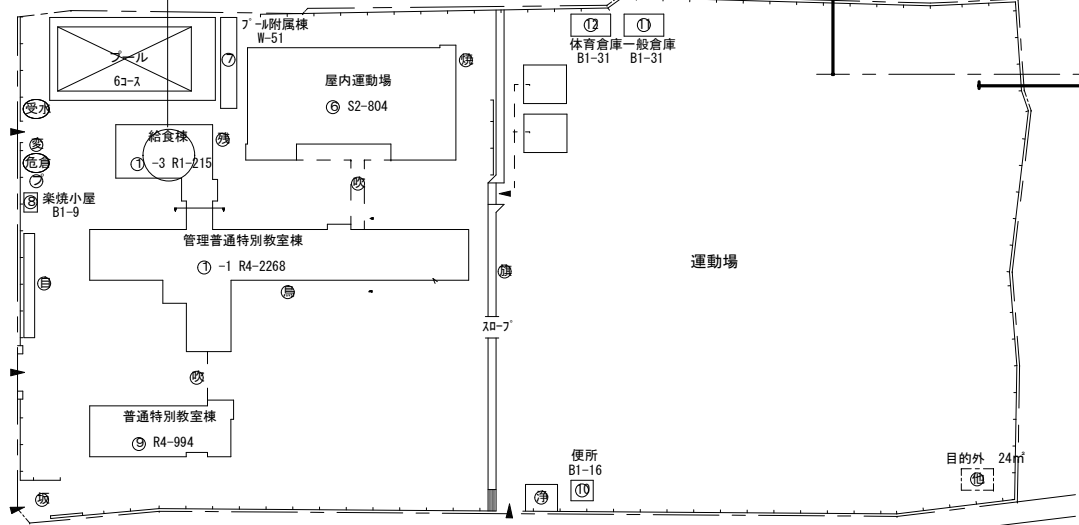 プール
6コース
⑦
プール附属棟
W-51
屋内運動場
⑥ S2-804
焼
⑫
体育倉庫
B1-31
⑪
一般倉庫
B1-31
受水
変
危倉
プ
⑧
楽焼小屋
B1-9
給食棟
① -3 R1-215
残
吹
管理普通特別教室棟
① -1 R4-2268
自
鳥
旗
運動場
スロープ
吹
普通特別教室棟
⑨ R4-994
便所
B1-16
⑩
浄
目的外 24㎡
他
坂